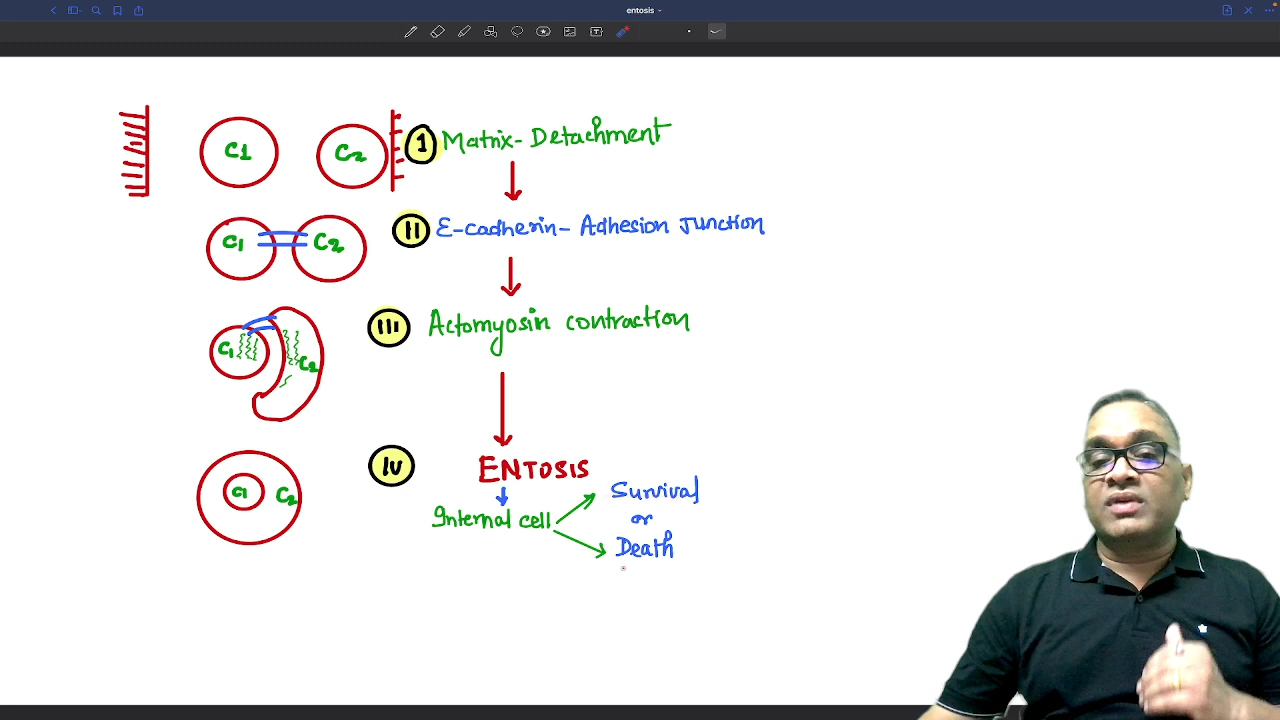 entosis
C1
C2
1
Matrix-Detachment
C1
C2
II
E-cadherin-Adhesion Junction
C1
C2
III
Actomyosin contraction
C1
C2
IV
ENTOSIS
Internal cell
Survival
or
Death